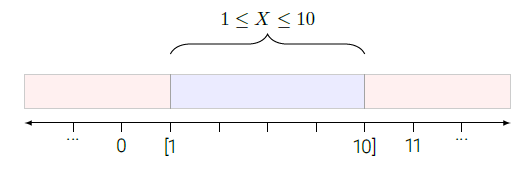 1 ≤ X ≤ 10
... 0 [1 10] 11 ...